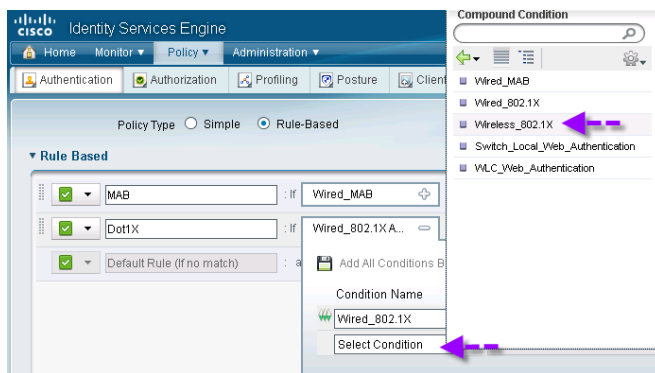 CISCO Identity Services Engine
Home Monitor Policy Administration
Authentication Authorization Profiling Posture Client
Policy Type Simple Rule-Based
Rule Based
MAB : If Wired_MAB
Dot1X : If Wired_802.1X A...
Default Rule (If no match) : a
Add All Conditions B
Condition Name
Wired_802.1X
Select Condition
Compound Condition
Wired_MAB
Wired_802.1X
Wireless_802.1X
Switch_Local_Web_Authentication
WLC_Web_Authentication